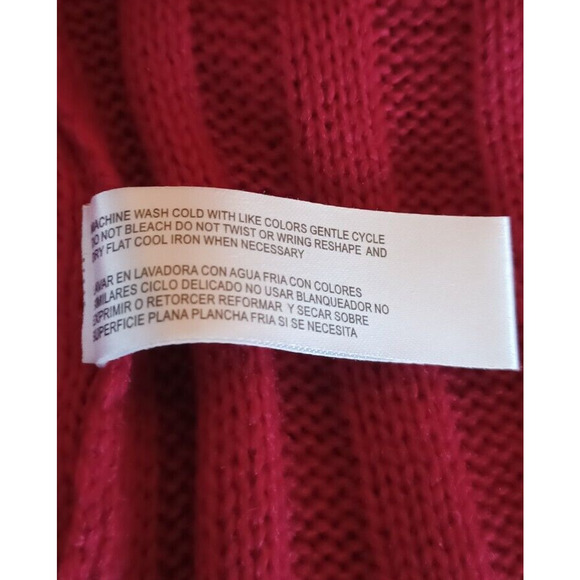 MACHINE WASH COLD WITH LIKE COLORS GENTLE CYCLE
DO NOT BLEACH DO NOT TWIST OR WRING RESHAPE AND
DRY FLAT COOL IRON WHEN NECESSARY
LAVAR EN LAVADORA CON AGUA FRIA CON COLORES
SIMILARES CICLO DELICADO NO USAR BLANQUEADOR NO
EXPRIMIR O RETORCER REFORMAR Y SECAR SOBRE
SUPERFICIE PLANA PLANCHA FRIA SI SE NECESITA